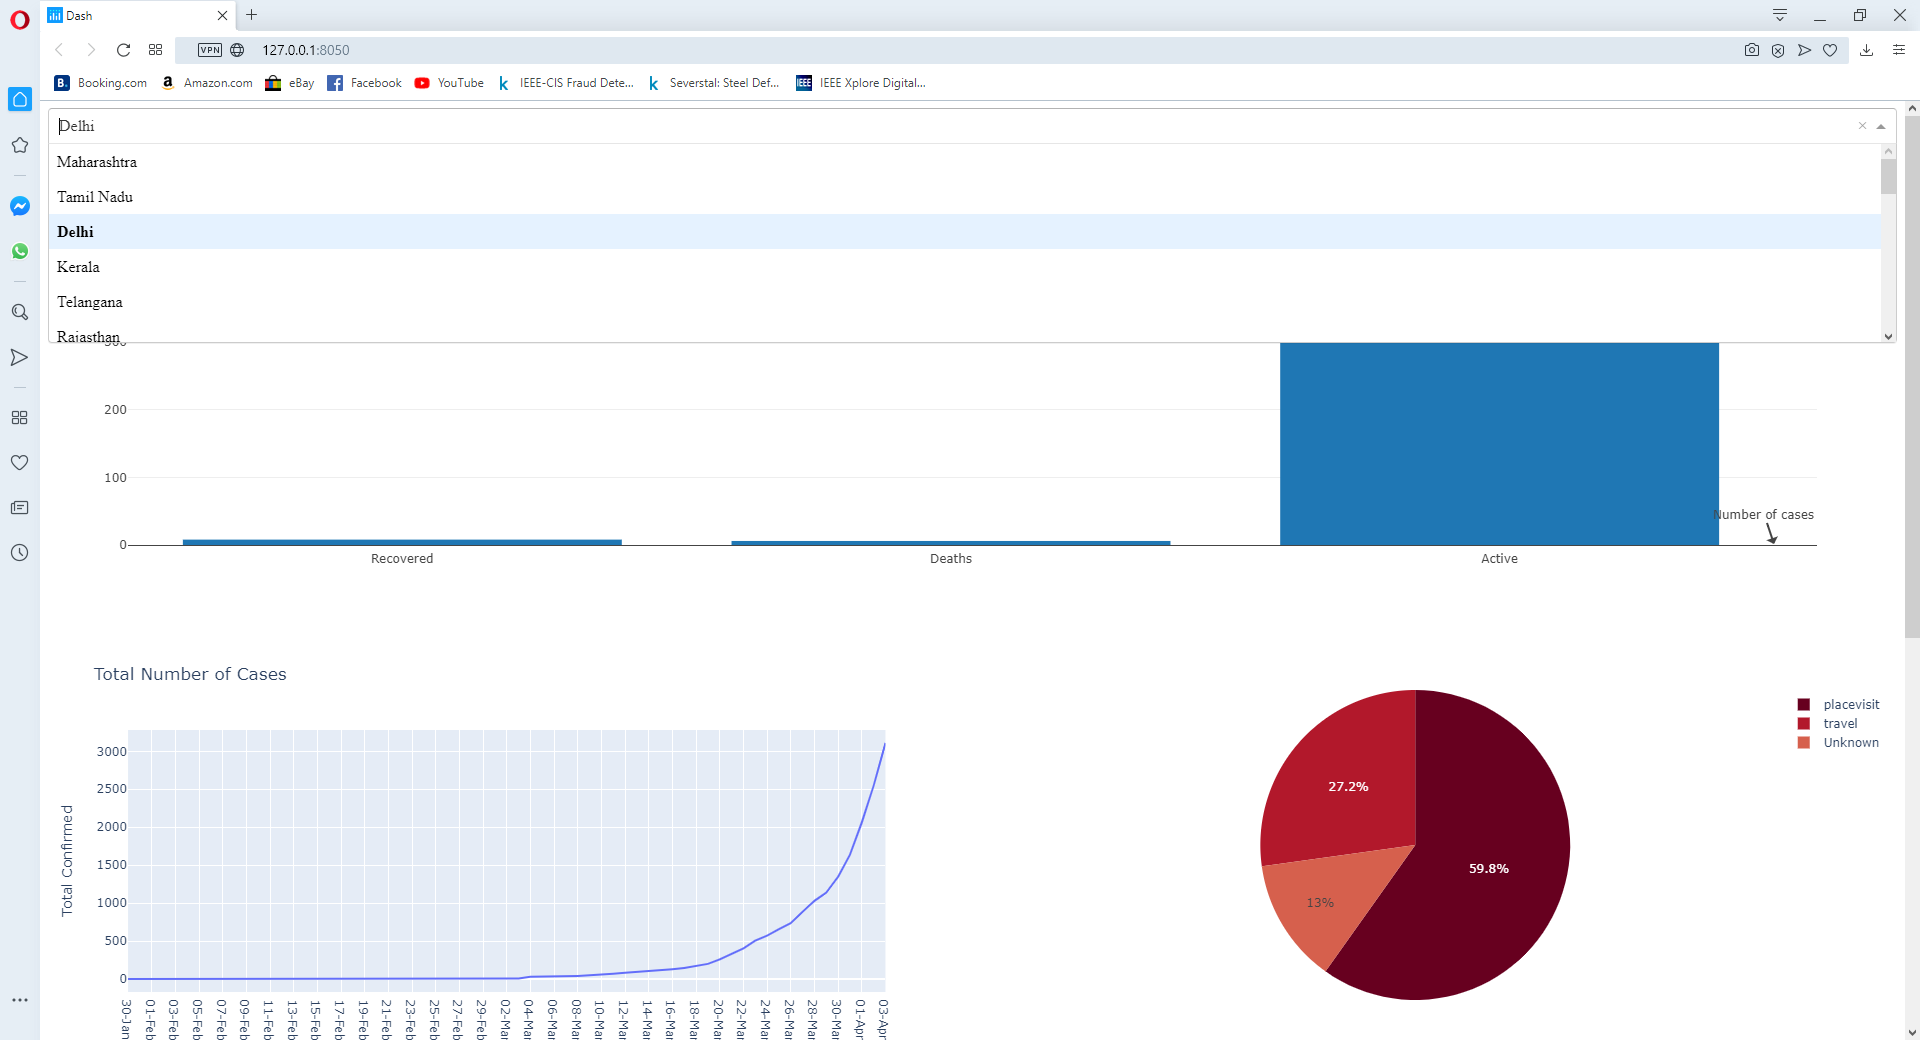 Dash
VPN
127.0.0.1:8050
B. Booking.com
a Amazon.com
eBay
Facebook
YouTube
k IEEE-CIS Fraud Dete...
k Severstal: Steel Def...
IEEE IEEE Xplore Digital...
Delhi
Maharashtra
Tamil Nadu
Delhi
Kerala
Telangana
Rajasthan
300
200
100
0
Number of cases
Recovered
Deaths
Active
Total Number of Cases
placevisit
travel
Unknown
27.2%
59.8%
13%
Total Confirmed
3000
2500
2000
1500
1000
500
0
30-Jan
01-Feb
03-Feb
05-Feb
07-Feb
09-Feb
11-Feb
13-Feb
15-Feb
17-Feb
19-Feb
21-Feb
23-Feb
25-Feb
27-Feb
29-Feb
02-Mar
04-Mar
06-Mar
08-Mar
10-Mar
12-Mar
14-Mar
16-Mar
18-Mar
20-Mar
22-Mar
24-Mar
26-Mar
28-Mar
30-Mar
01-Apr
03-Apr